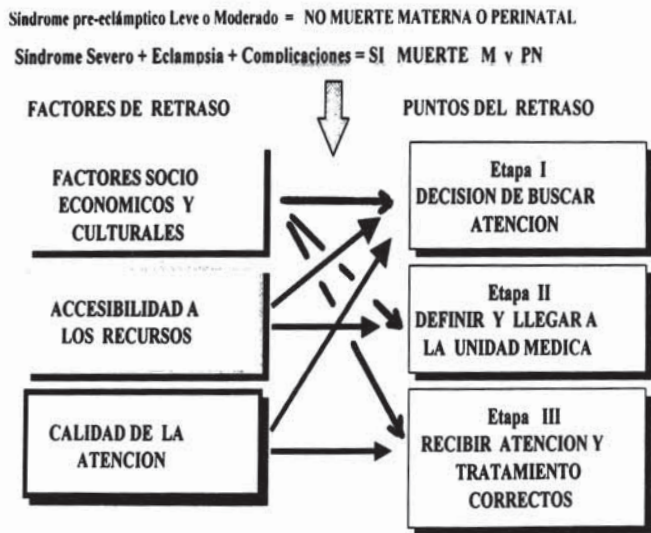 Síndrome pre-eclámptico Leve o Moderado = NO MUERTE MATERNA O PERINATAL
Síndrome Severo + Eclampsia + Complicaciones = SI MUERTE M y PN
FACTORES DE RETRASO
PUNTOS DEL RETRASO
FACTORES SOCIO
ECONOMICOS Y
CULTURALES
Etapa I
DECISION DE BUSCAR
ATENCION
ACCESIBILIDAD A
LOS RECURSOS
Etapa II
DEFINIR Y LLEGAR A
LA UNIDAD MEDICA
CALIDAD DE LA
ATENCION
Etapa III
RECIBIR ATENCION Y
TRATAMIENTO
CORRECTOS